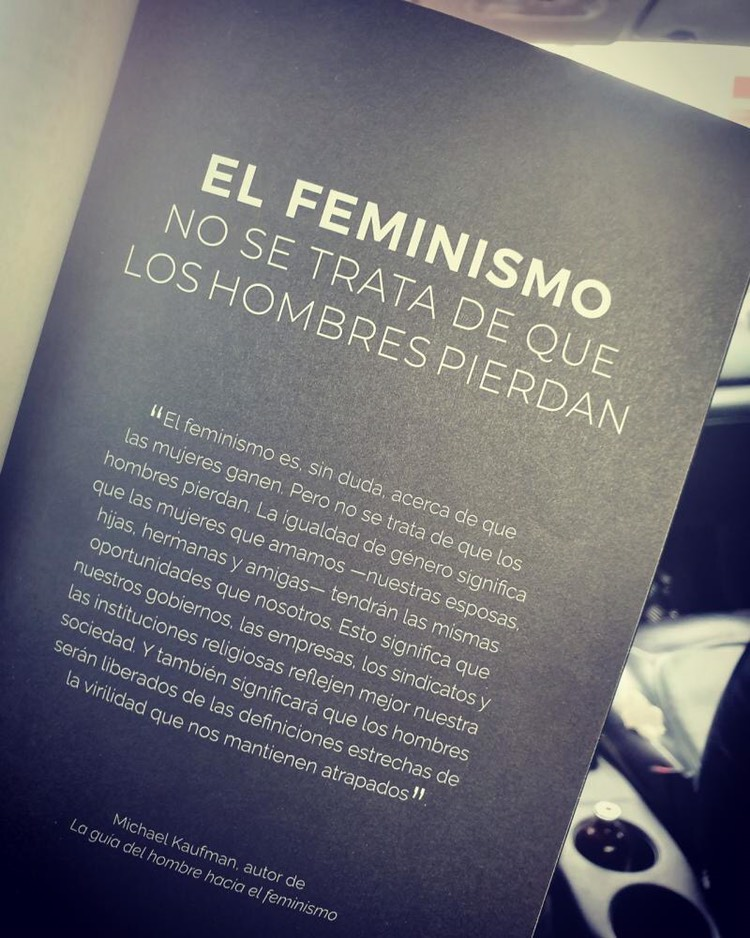 EL FEMINISMO
NO SE TRATA DE QUE
LOS HOMBRES PIERDAN
“El feminismo es, sin duda, acerca de que
las mujeres ganen. Pero no se trata de que los
hombres pierdan. La igualdad de género significa
que las mujeres que amamos —nuestras esposas,
hijas, hermanas y amigas— tendrán las mismas
oportunidades que nosotros. Esto significa que
nuestros gobiernos, las empresas, los sindicatos y
las instituciones religiosas reflejen mejor nuestra
sociedad. Y también significará que los hombres
serán liberados de las definiciones estrechas de
la virilidad que nos mantienen atrapados”.
Michael Kaufman, autor de
La guía del hombre hacia el feminismo